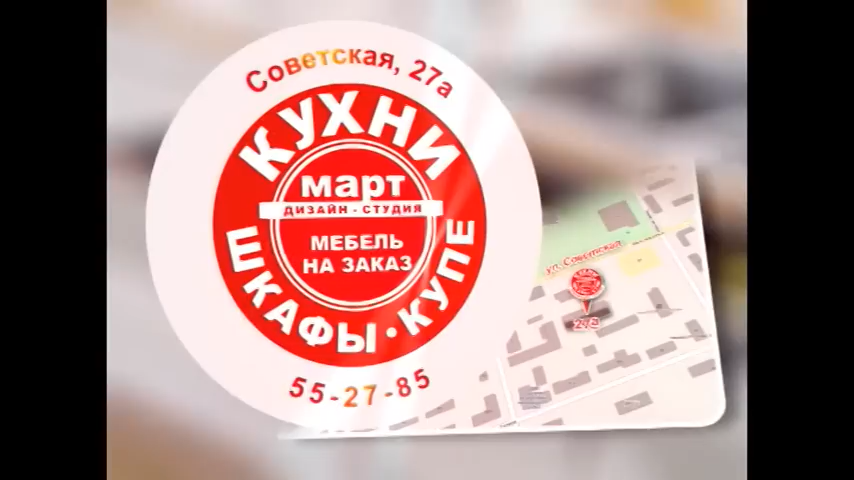 Советская, 27а
КУХНИ
март
ДИЗАЙН - СТУДИЯ
МЕБЕЛЬ
НА ЗАКАЗ
ШКАФЫ · КУПЕ
55-27-85
ул. Советская
27а